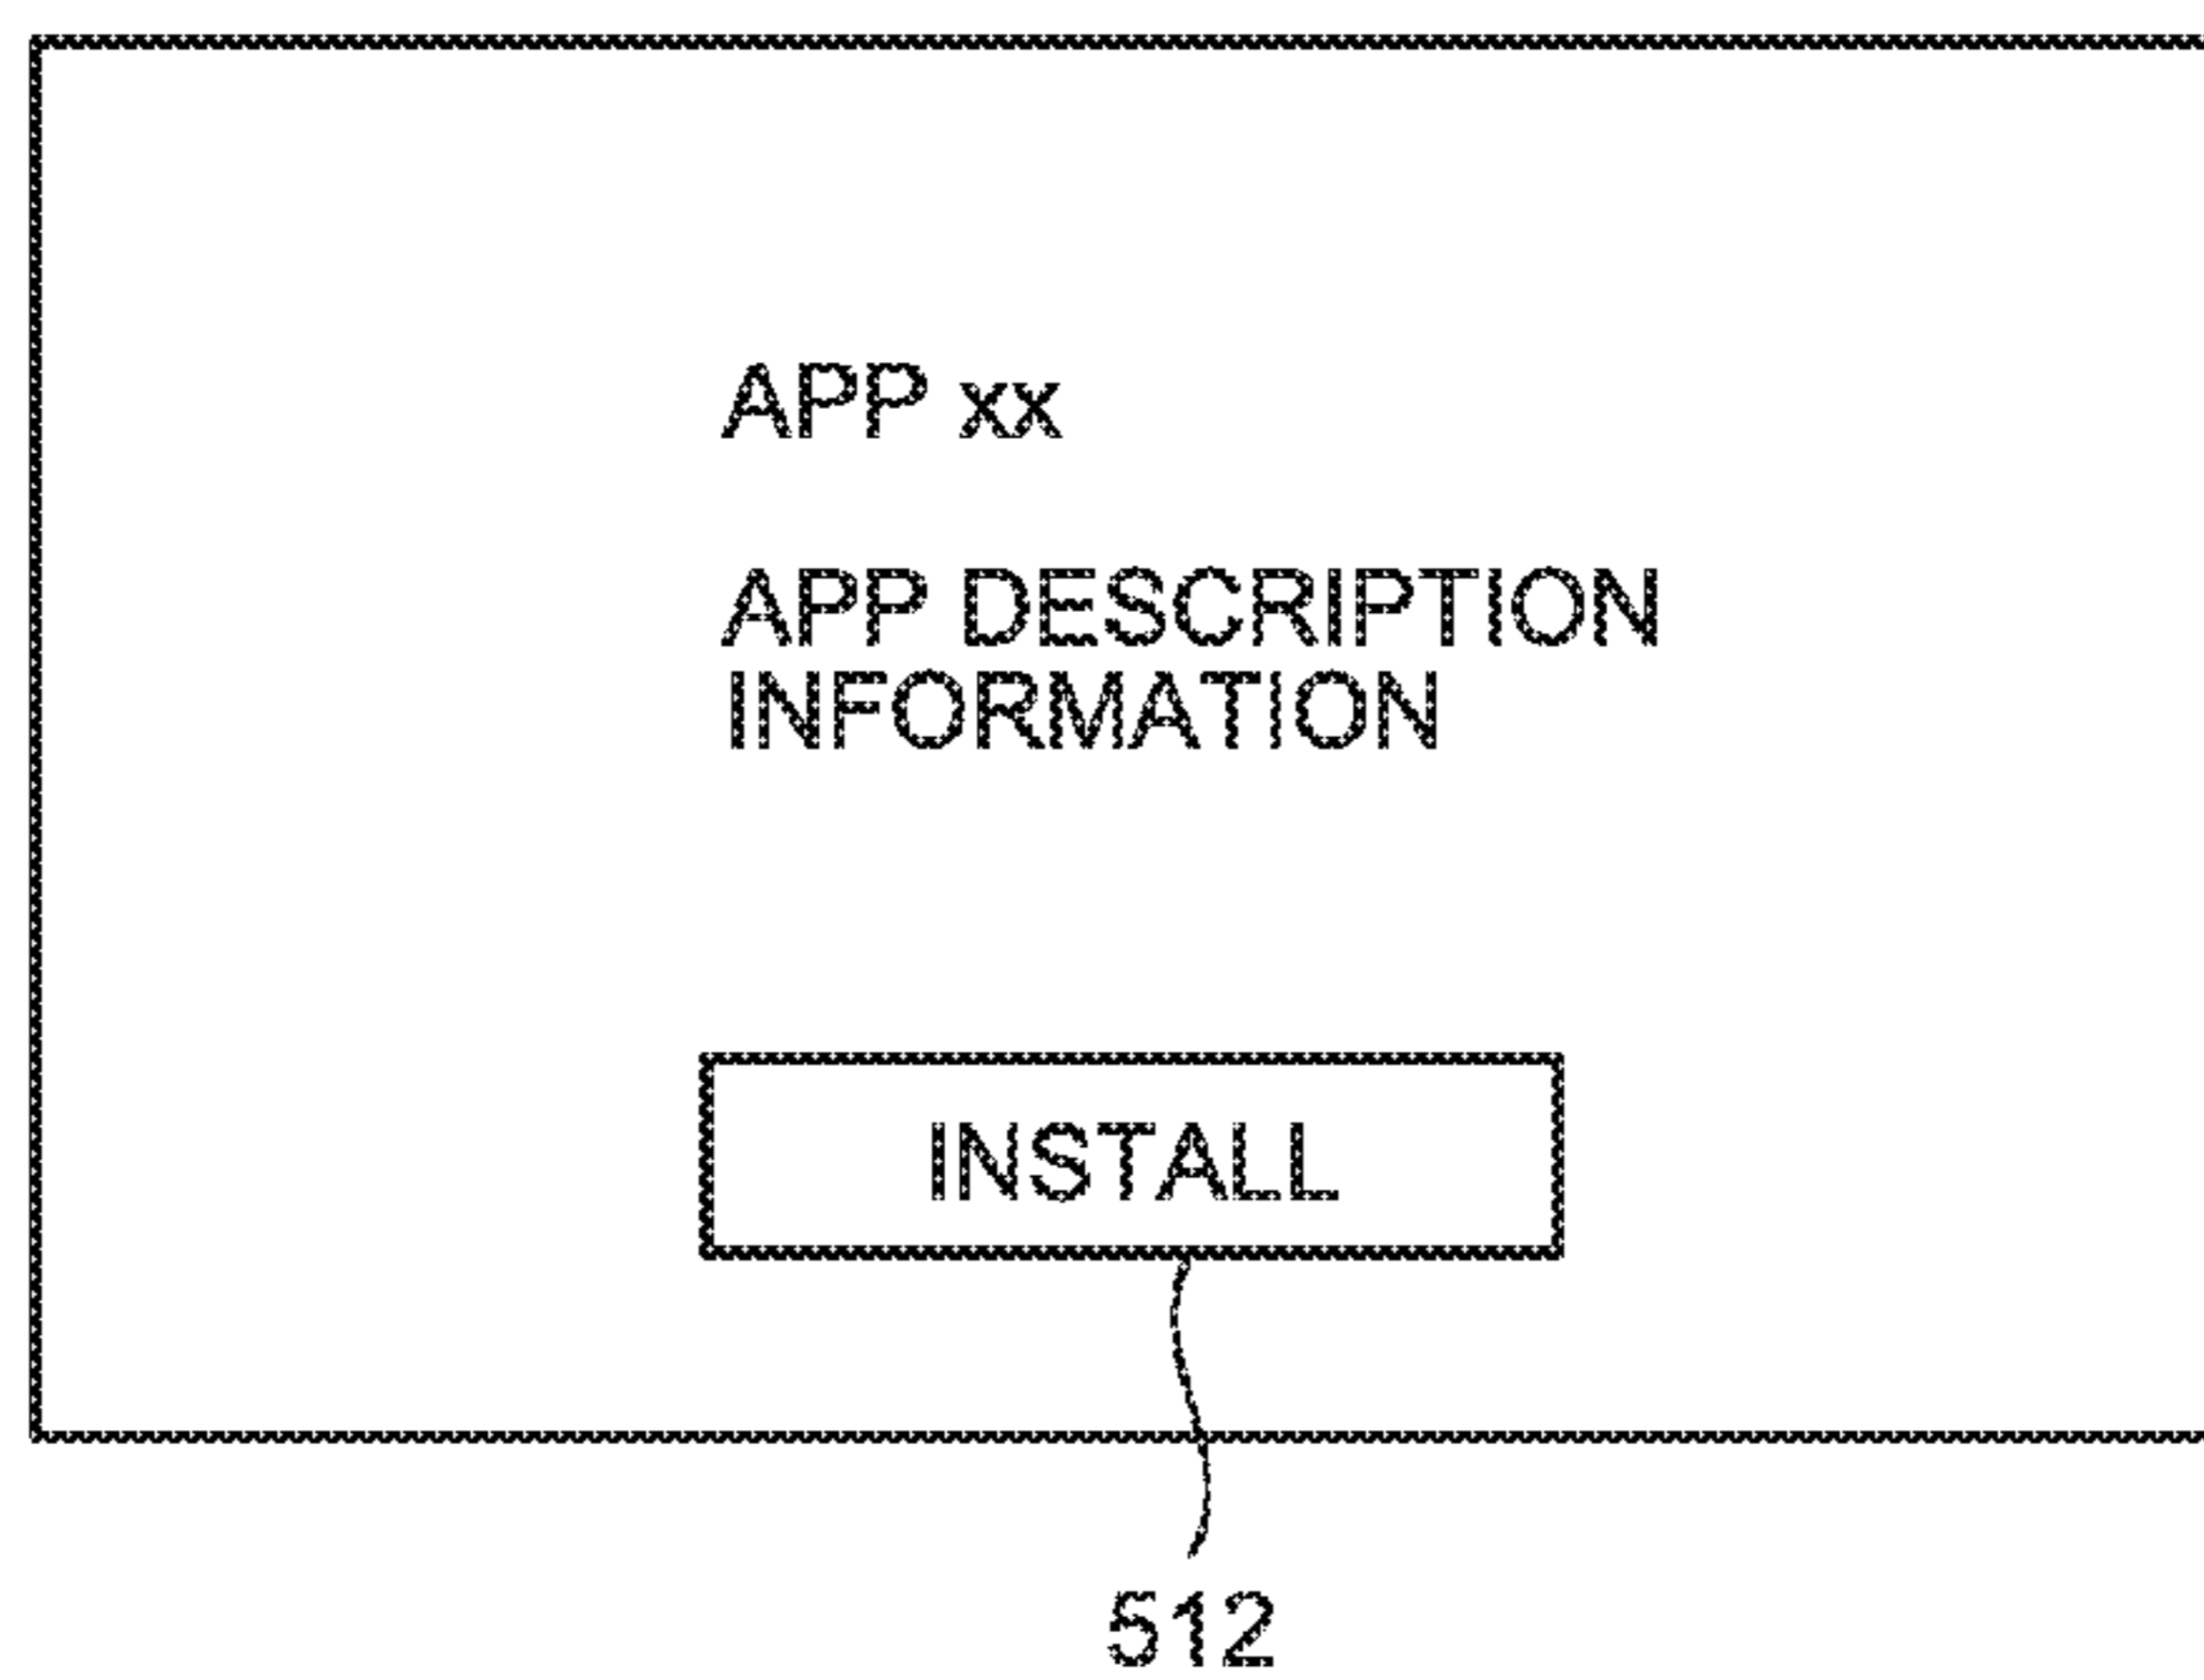 APP xx
APP DESCRIPTION
INFORMATION
INSTALL
512